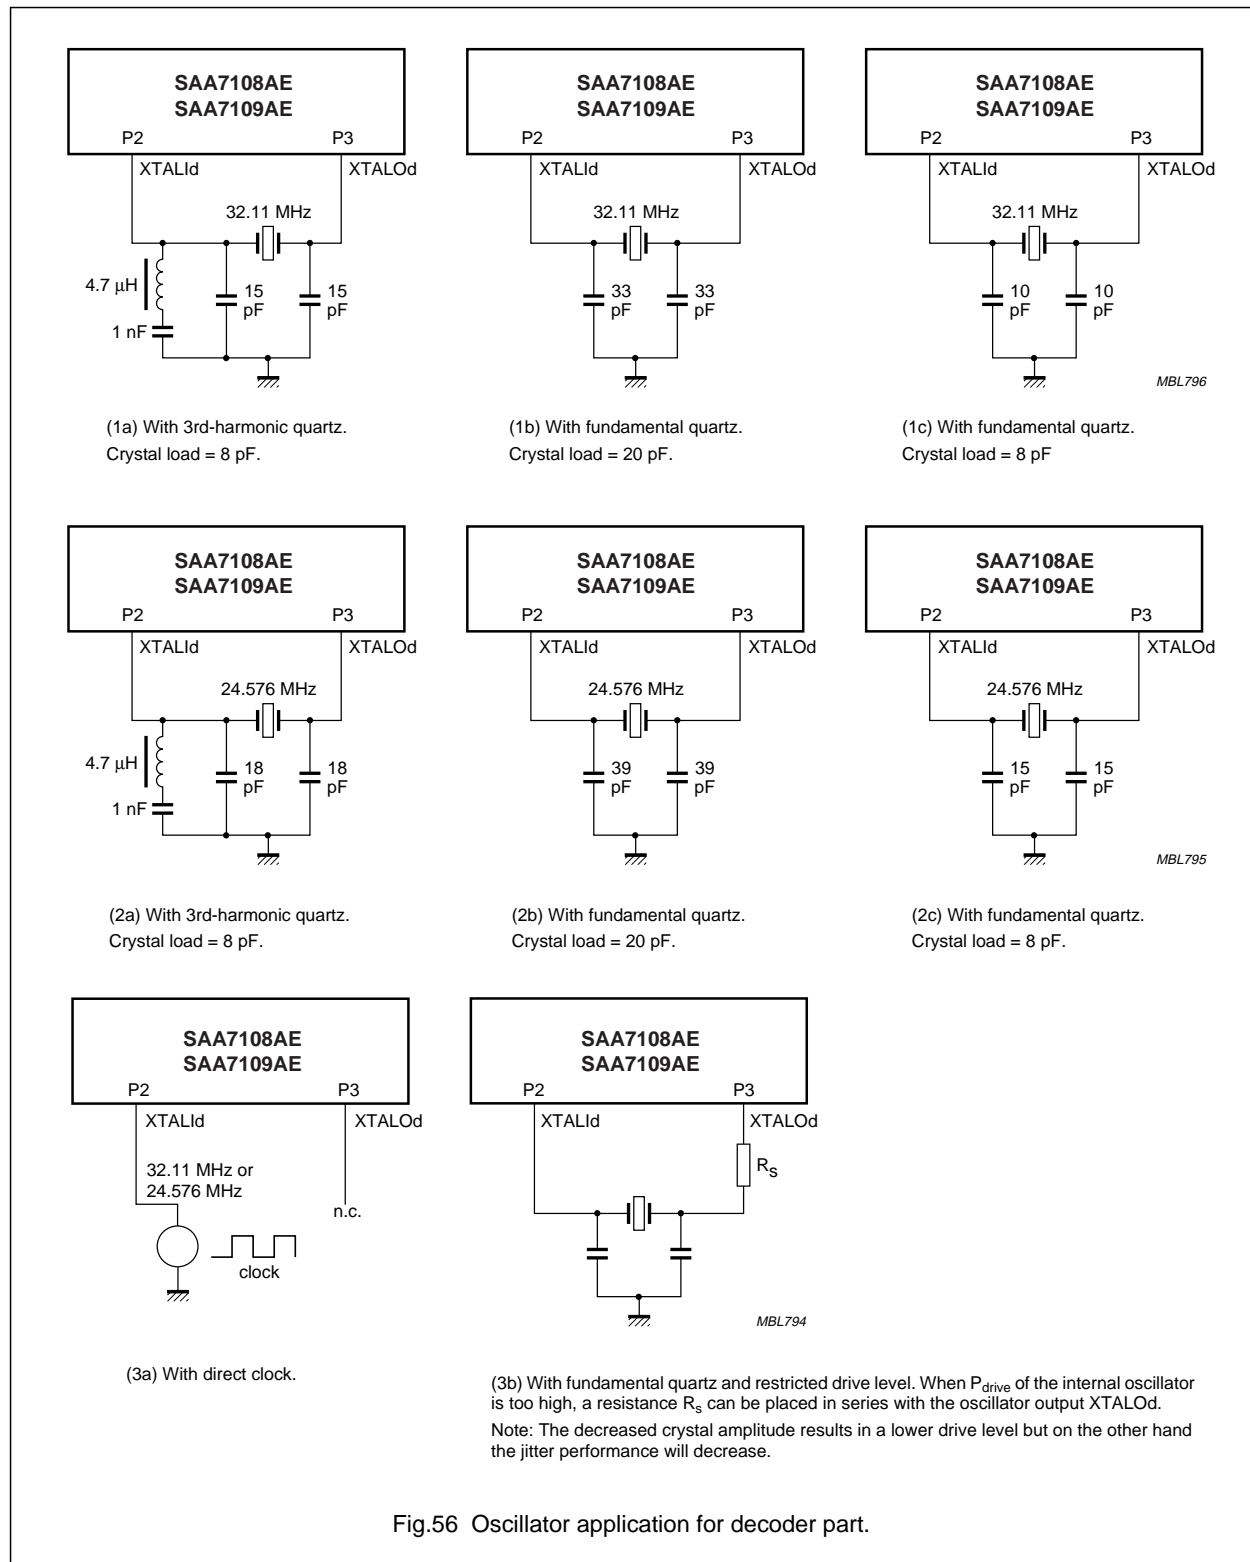 SAA7108AE
SAA7109AE
P2
P3
XTALId
XTALOd
32.11 MHz
4.7 μH
15
pF
15
pF
1 nF
(1a) With 3rd-harmonic quartz.
Crystal load = 8 pF.
SAA7108AE
SAA7109AE
P2
P3
XTALId
XTALOd
32.11 MHz
33
pF
33
pF
(1b) With fundamental quartz.
Crystal load = 20 pF.
SAA7108AE
SAA7109AE
P2
P3
XTALId
XTALOd
32.11 MHz
10
pF
10
pF
MBL796
(1c) With fundamental quartz.
Crystal load = 8 pF
SAA7108AE
SAA7109AE
P2
P3
XTALId
XTALOd
24.576 MHz
4.7 μH
18
pF
18
pF
1 nF
(2a) With 3rd-harmonic quartz.
Crystal load = 8 pF.
SAA7108AE
SAA7109AE
P2
P3
XTALId
XTALOd
24.576 MHz
39
pF
39
pF
(2b) With fundamental quartz.
Crystal load = 20 pF.
SAA7108AE
SAA7109AE
P2
P3
XTALId
XTALOd
24.576 MHz
15
pF
15
pF
MBL795
(2c) With fundamental quartz.
Crystal load = 8 pF.
SAA7108AE
SAA7109AE
P2
P3
XTALId
XTALOd
32.11 MHz or
24.576 MHz
n.c.
clock
(3a) With direct clock.
SAA7108AE
SAA7109AE
P2
P3
XTALId
XTALOd
Rs
MBL794
(3b) With fundamental quartz and restricted drive level. When Pdrive of the internal oscillator
is too high, a resistance Rs can be placed in series with the oscillator output XTALOd.
Note: The decreased crystal amplitude results in a lower drive level but on the other hand
the jitter performance will decrease.
Fig.56 Oscillator application for decoder part.